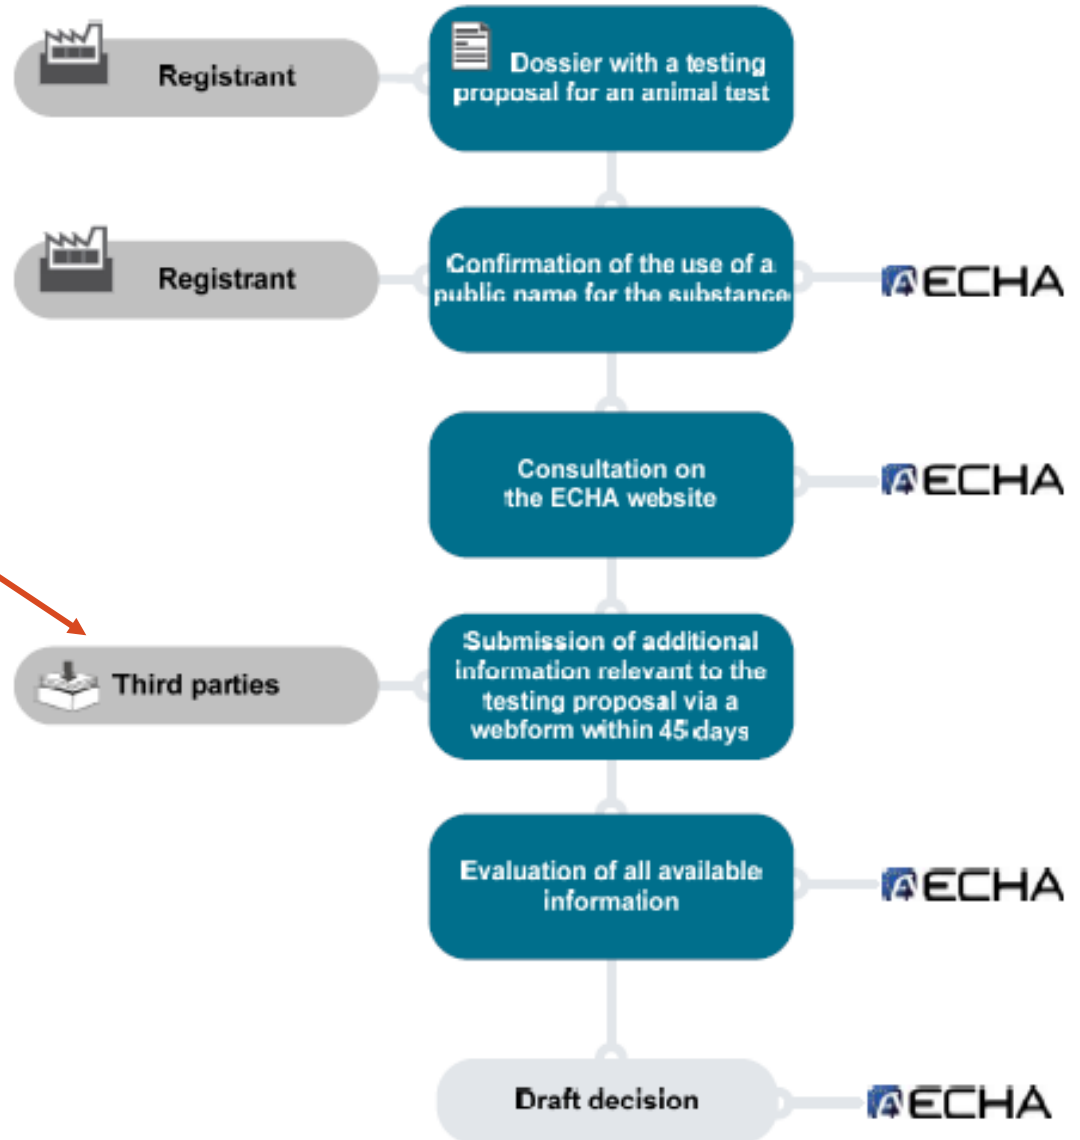 Registrant
Dossier with a testing
proposal for an animal test
Registrant
Confirmation of the use of a
public name for the substance
ECHA
Consultation on
the ECHA website
ECHA
Third parties
Submission of additional
information relevant to the
testing proposal via a
webform within 45 days
Evaluation of all available
information
ECHA
Draft decision
ECHA